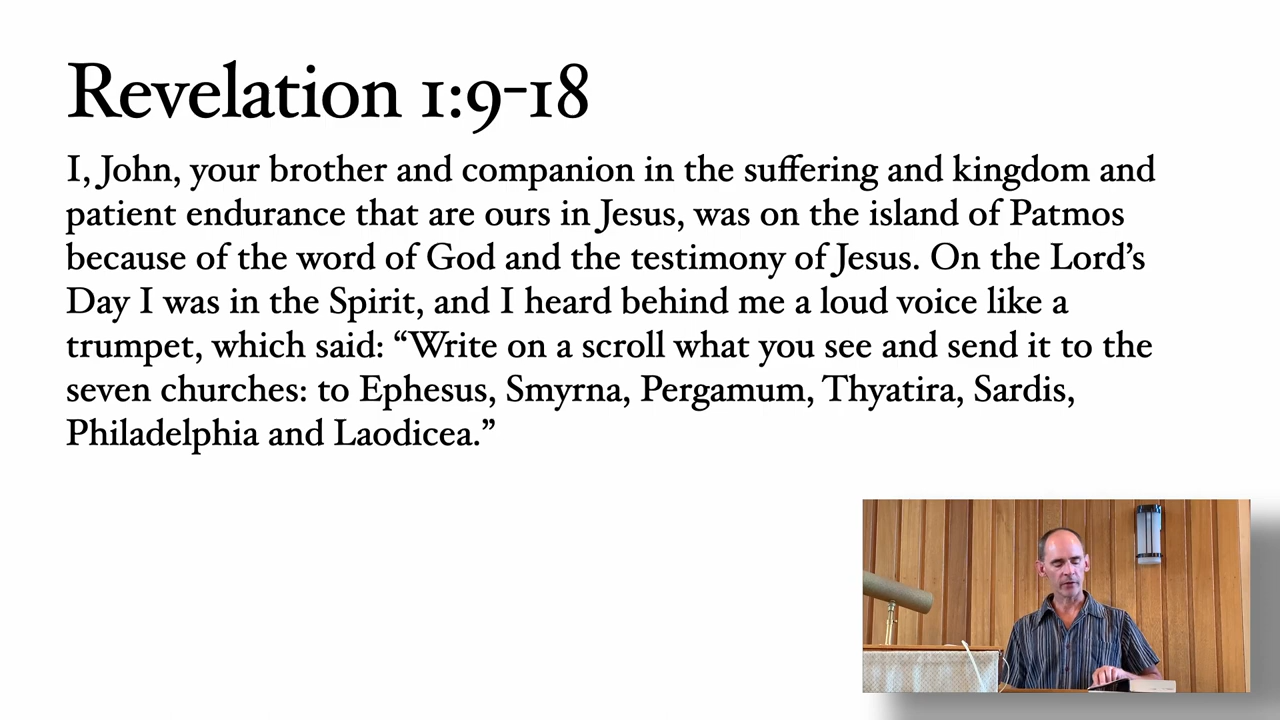 Revelation 1:9-18
I, John, your brother and companion in the suffering and kingdom and
patient endurance that are ours in Jesus, was on the island of Patmos
because of the word of God and the testimony of Jesus. On the Lord’s
Day I was in the Spirit, and I heard behind me a loud voice like a
trumpet, which said: “Write on a scroll what you see and send it to the
seven churches: to Ephesus, Smyrna, Pergamum, Thyatira, Sardis,
Philadelphia and Laodicea.”